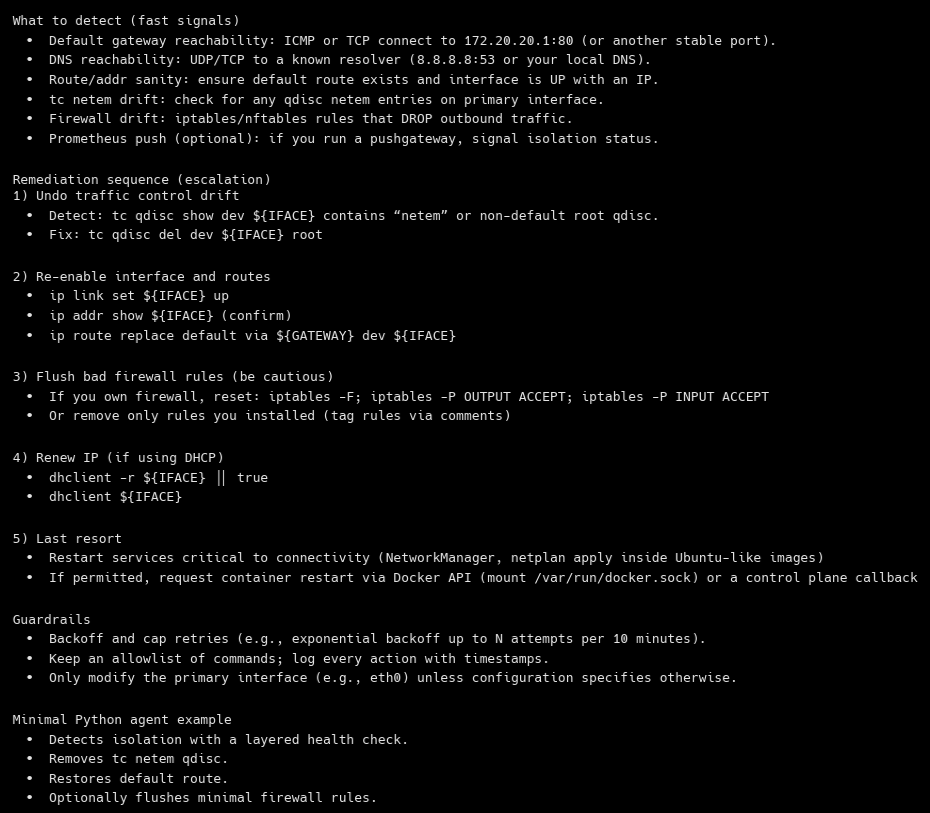 What to detect (fast signals)
• Default gateway reachability: ICMP or TCP connect to 172.20.20.1:80 (or another stable port).
• DNS reachability: UDP/TCP to a known resolver (8.8.8.8:53 or your local DNS).
• Route/addr sanity: ensure default route exists and interface is UP with an IP.
• tc netem drift: check for any qdisc netem entries on primary interface.
• Firewall drift: iptables/nftables rules that DROP outbound traffic.
• Prometheus push (optional): if you run a pushgateway, signal isolation status.
Remediation sequence (escalation)
1) Undo traffic control drift
• Detect: tc qdisc show dev ${IFACE} contains “netem” or non-default root qdisc.
• Fix: tc qdisc del dev ${IFACE} root
2) Re-enable interface and routes
• ip link set ${IFACE} up
• ip addr show ${IFACE} (confirm)
• ip route replace default via ${GATEWAY} dev ${IFACE}
3) Flush bad firewall rules (be cautious)
• If you own firewall, reset: iptables -F; iptables -P OUTPUT ACCEPT; iptables -P INPUT ACCEPT
• Or remove only rules you installed (tag rules via comments)
4) Renew IP (if using DHCP)
• dhclient -r ${IFACE} || true
• dhclient ${IFACE}
5) Last resort
• Restart services critical to connectivity (NetworkManager, netplan apply inside Ubuntu-like images)
• If permitted, request container restart via Docker API (mount /var/run/docker.sock) or a control plane callback
Guardrails
• Backoff and cap retries (e.g., exponential backoff up to N attempts per 10 minutes).
• Keep an allowlist of commands; log every action with timestamps.
• Only modify the primary interface (e.g., eth0) unless configuration specifies otherwise.
Minimal Python agent example
• Detects isolation with a layered health check.
• Removes tc netem qdisc.
• Restores default route.
• Optionally flushes minimal firewall rules.